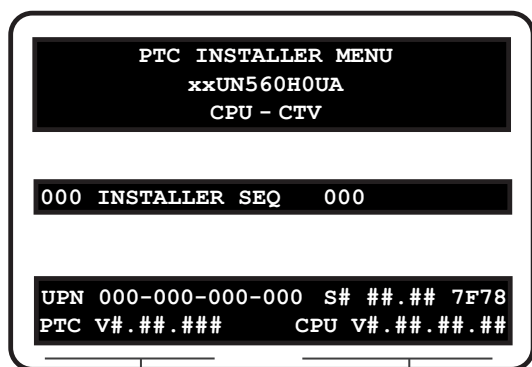 PTC INSTALLER MENU
xxUN560H0UA
CPU – CTV
000 INSTALLER SEQ 000
UPN 000-000-000-000 S# ##.## 7F78
PTC V#.##.### CPU V#.##.##.##